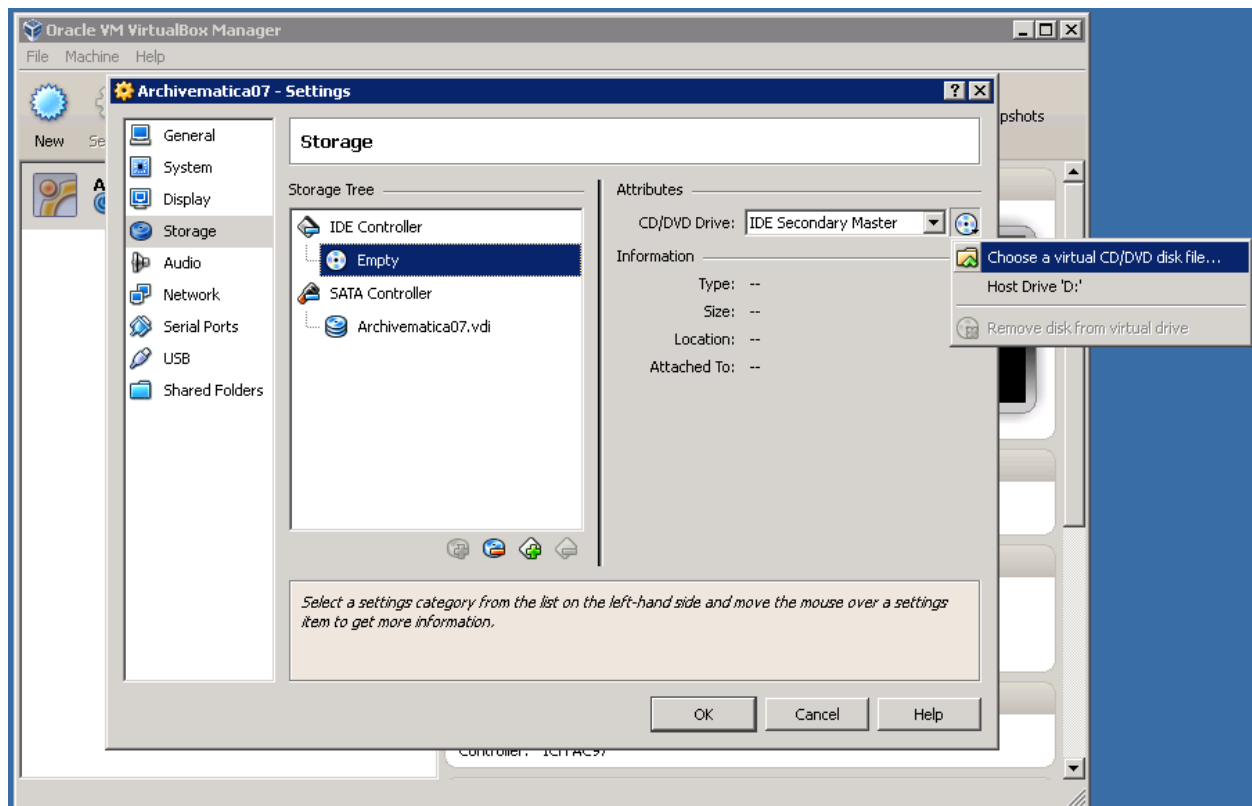 Oracle VM VirtualBox Manager
File Machine Help
New
pshots
Archivematica07 - Settings
General
System
Display
Storage
Audio
Network
Serial Ports
USB
Shared Folders
Storage
Storage Tree
IDE Controller
Empty
SATA Controller
Archivematica07.vdi
Attributes
CD/DVD Drive: IDE Secondary Master
Information
Type: --
Size: --
Location: --
Attached To: --
Choose a virtual CD/DVD disk file...
Host Drive 'D:'
Remove disk from virtual drive
Select a settings category from the list on the left-hand side and move the mouse over a settings
item to get more information.
OK Cancel Help